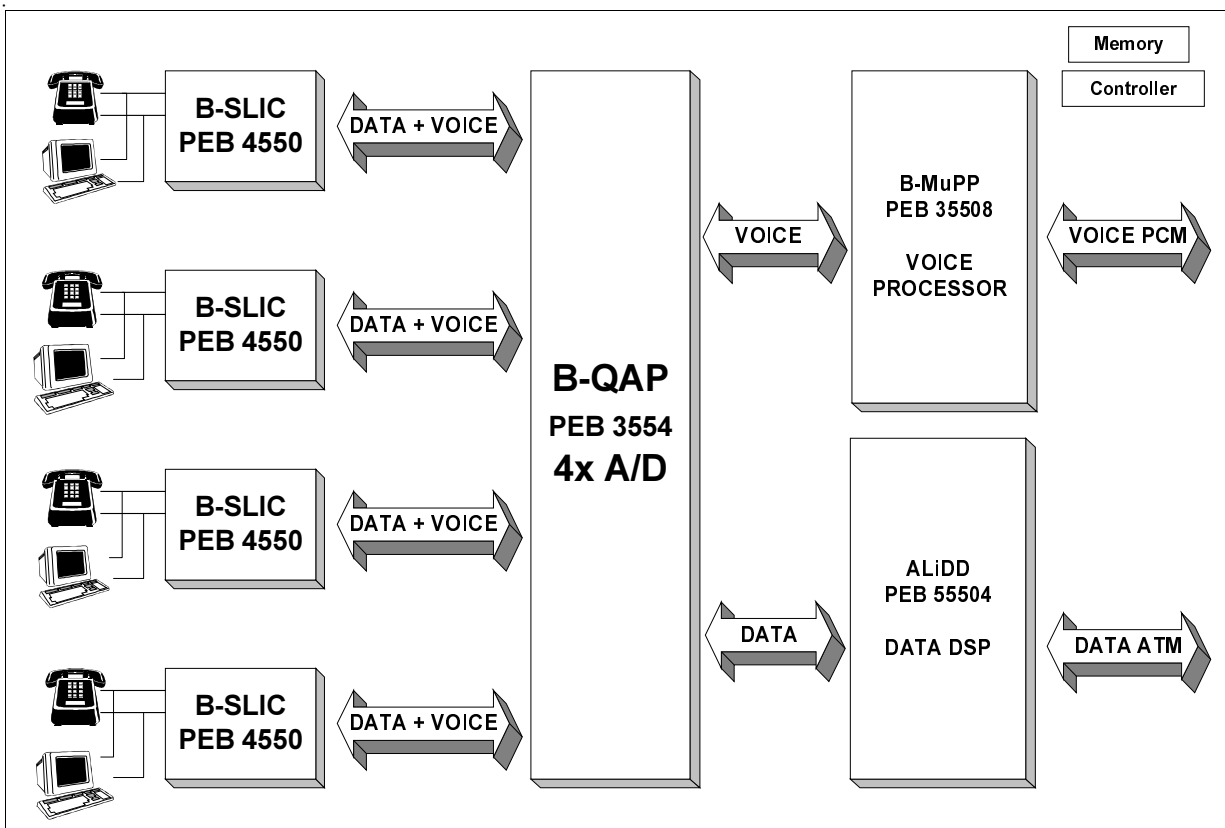 Memory
Controller
B-SLIC
PEB 4550
DATA + VOICE
B-SLIC
PEB 4550
DATA + VOICE
B-SLIC
PEB 4550
DATA + VOICE
B-SLIC
PEB 4550
DATA + VOICE
B-QAP
PEB 3554
4x A/D
VOICE
B-MuPP
PEB 35508
VOICE
PROCESSOR
VOICE PCM
DATA
ALiDD
PEB 55504
DATA DSP
DATA ATM